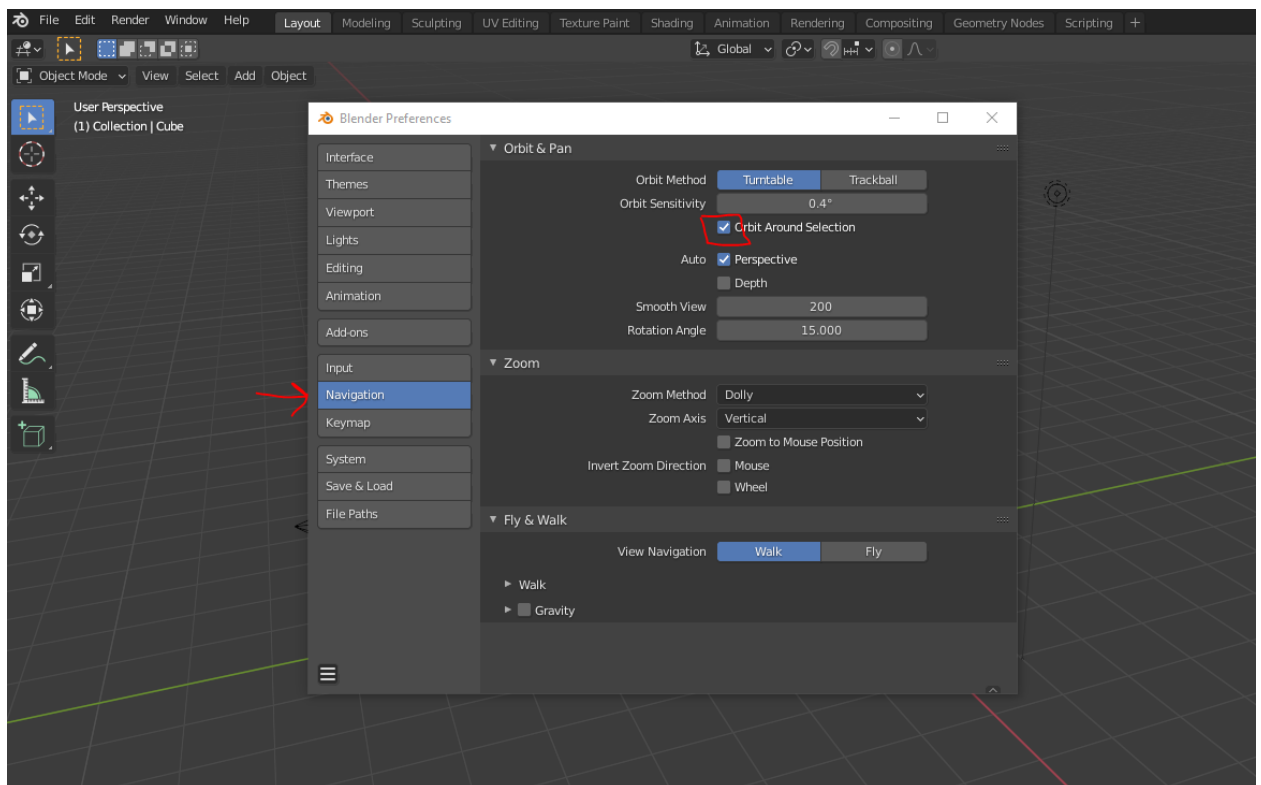 File Edit Render Window Help Layout Modeling Sculpting UV Editing Texture Paint Shading Animation Rendering Compositing Geometry Nodes Scripting +
Global
Object Mode View Select Add Object
User Perspective
(1) Collection | Cube
Blender Preferences
Interface
Themes
Viewport
Lights
Editing
Animation
Add-ons
Input
Navigation
Keymap
System
Save & Load
File Paths
Orbit & Pan
Orbit Method Turntable Trackball
Orbit Sensitivity 0.4°
Orbit Around Selection
Auto Perspective
Depth
Smooth View 200
Rotation Angle 15.000
Zoom
Zoom Method Dolly
Zoom Axis Vertical
Zoom to Mouse Position
Invert Zoom Direction Mouse
Wheel
Fly & Walk
View Navigation Walk Fly
Walk
Gravity